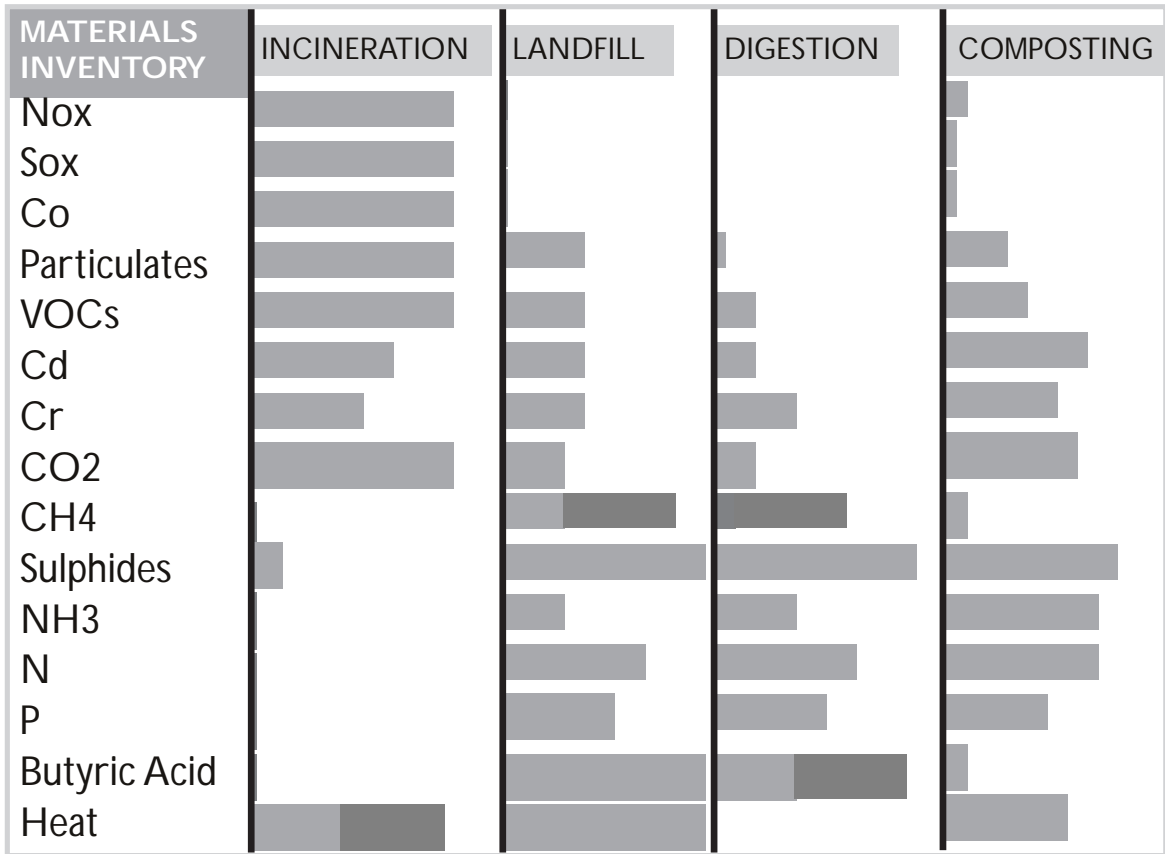 MATERIALS
INVENTORY
INCINERATION
LANDFILL
DIGESTION
COMPOSTING
Nox
Sox
Co
Particulates
VOCs
Cd
Cr
CO2
CH4
Sulphides
NH3
N
P
Butyric Acid
Heat